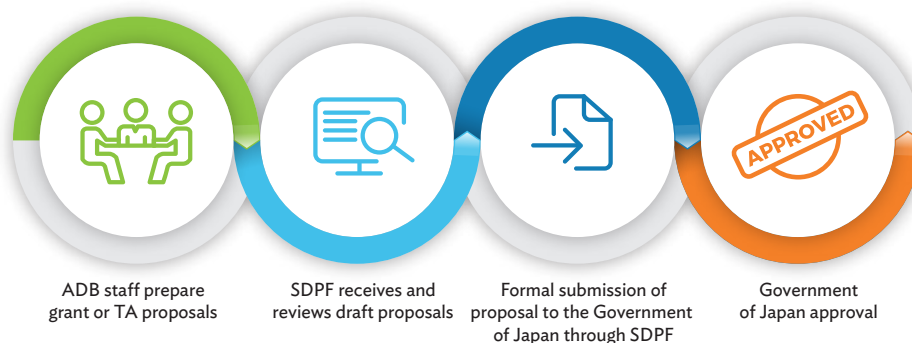 APPROVED
ADB staff prepare
grant or TA proposals
SDPF receives and
reviews draft proposals
Formal submission of
proposal to the Government
of Japan through SDPF
Government
of Japan approval